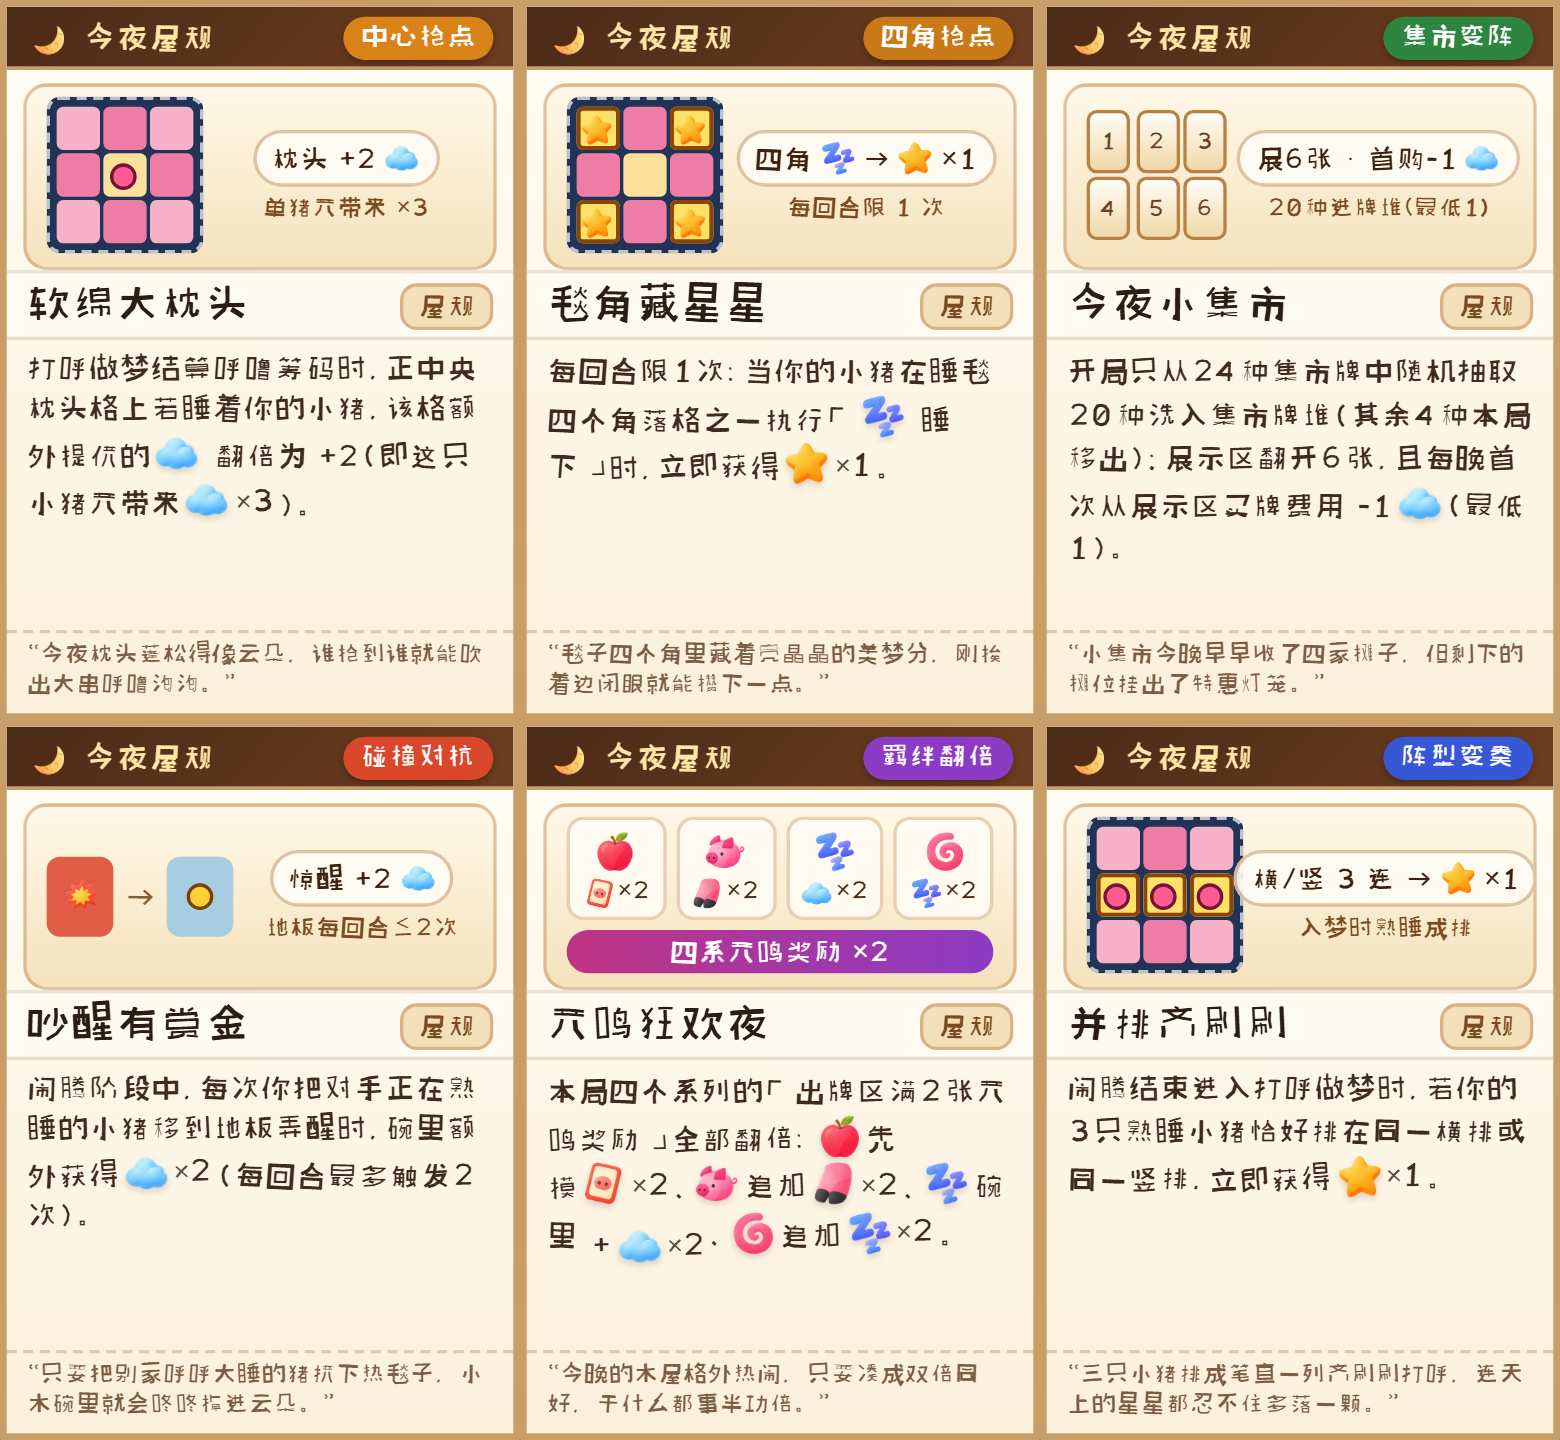 今夜屋规
中心抢点
枕头 +2
单猪共带来 ×3
软绵大枕头
屋规
打呼做梦结算呼噜筹码时，正中央
枕头格上若睡着你的小猪，该格额
外提供的 翻倍为 +2(即这只
小猪共带来 ×3)。
“今夜枕头蓬松得像云朵，谁抢到谁就能吹
出大串呼噜泡泡。”
今夜屋规
四角抢点
四角 → ×1
每回合限 1 次
毯角藏星星
屋规
每回合限1次：当你的小猪在睡毯
四个角落格之一执行「 睡
下 」时，立即获得 ×1。
“毯子四个角里藏着亮晶晶的美梦分，刚挨
着边闭眼就能攒下一点。”
今夜屋规
集市变阵
1 2 3
4 5 6
展6张 · 首购-1
20种进牌堆(最低1)
今夜小集市
屋规
开局只从24种集市牌中随机抽取
20种洗入集市牌堆(其余4种本局
移出)；展示区翻开6张，且每晚首
次从展示区买牌费用 -1 (最低
1)。
“小集市今晚早早收了四家摊子，但剩下的
摊位挂出了特惠灯笼。”
今夜屋规
碰撞对抗
→
惊醒 +2
地板每回合≤2次
吵醒有赏金
屋规
闹腾阶段中，每次你把对手正在熟
睡的小猪移到地板弄醒时，碗里额
外获得 ×2(每回合最多触发2
次)。
“只要把别家呼呼大睡的猪挤下热毯子，小
木碗里就会咚咚掉进云朵。”
今夜屋规
羁绊翻倍
×2 ×2 ×2 ×2
四系共鸣奖励 ×2
共鸣狂欢夜
屋规
本局四个系列的「 出牌区满2张共
鸣奖励 」全部翻倍： 先
摸 ×2、 追加 ×2、 碗
里 + ×2、 追加 ×2。
“今晚的木屋格外热闹，只要凑成双倍同
好，干什么都事半功倍。”
今夜屋规
阵型变奏
横/竖 3 连 → ×1
入梦时熟睡成排
并排齐刷刷
屋规
闹腾结束进入打呼做梦时，若你的
3只熟睡小猪恰好排在同一横排或
同一竖排，立即获得 ×1。
“三只小猪排成笔直一列齐刷刷打呼，连天
上的星星都忍不住多落一颗。”